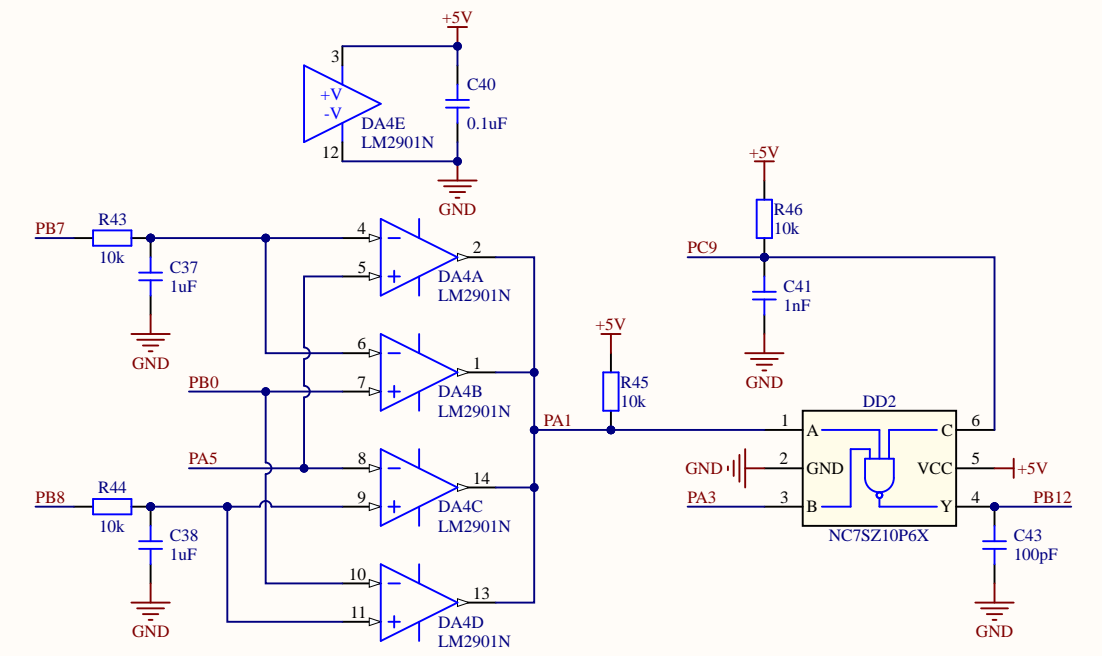 +5V
3
+V
-V
12
DA4E
LM2901N
C40
0.1uF
GND
PB7
R43
10k
C37
1uF
GND
4
5
2
DA4A
LM2901N
6
PB0
7
1
DA4B
LM2901N
PA5
8
PB8
R44
10k
9
14
DA4C
LM2901N
C38
1uF
GND
10
11
13
DA4D
LM2901N
+5V
R45
10k
PA1
+5V
R46
10k
PC9
C41
1nF
GND
DD2
1
A
C
6
GND
2
GND
VCC
5
+5V
PA3
3
B
Y
4
PB12
NC7SZ10P6X
C43
100pF
GND